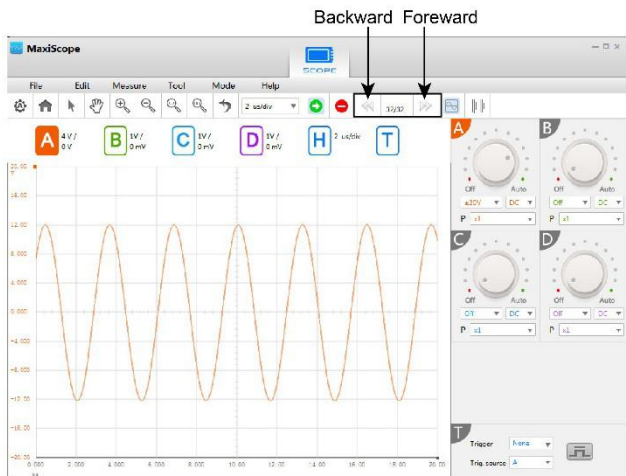 Backward Foreward
MaxiScope
SCOPE
File Edit Measure Tool Mode Help
2 us/div 32/32
A 4 V / 0 V
B 1V / 0 mV
C 1V / 0 mV
D 1V / 0 mV
H 2 us/div
T
20.00
16.00
12.00
8.000
4.000
0.000
-4.000
-8.000
-12.00
-16.00
-20.00
0.000 2.000 4.000 6.000 8.000 10.00 12.00 14.00 16.00 18.00 20.00
A
Off Auto
±20V DC
P x1
B
Off Auto
Off DC
P x1
C
Off Auto
Off DC
P x1
D
Off Auto
Off DC
P x1
T
Trigger None
Trig. source A